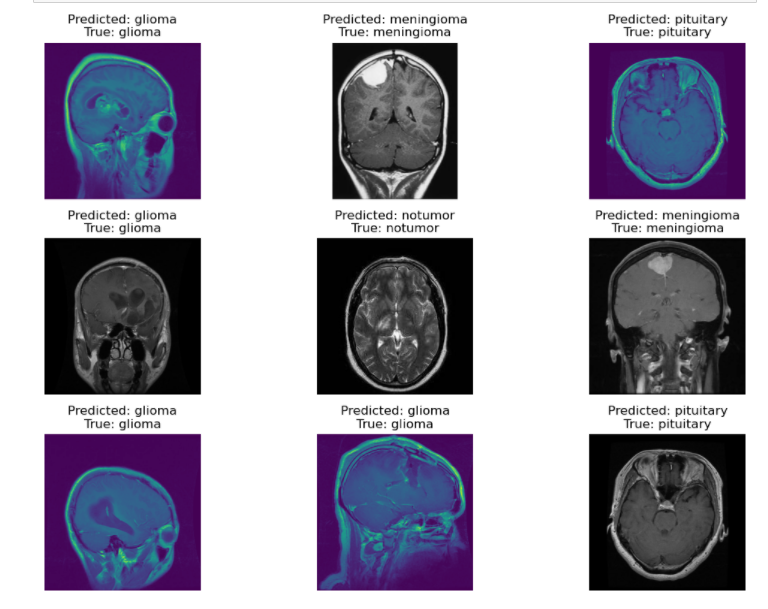 Predicted: glioma
True: glioma
Predicted: meningioma
True: meningioma
Predicted: pituitary
True: pituitary
Predicted: glioma
True: glioma
Predicted: notumor
True: notumor
Predicted: meningioma
True: meningioma
Predicted: glioma
True: glioma
Predicted: glioma
True: glioma
Predicted: pituitary
True: pituitary